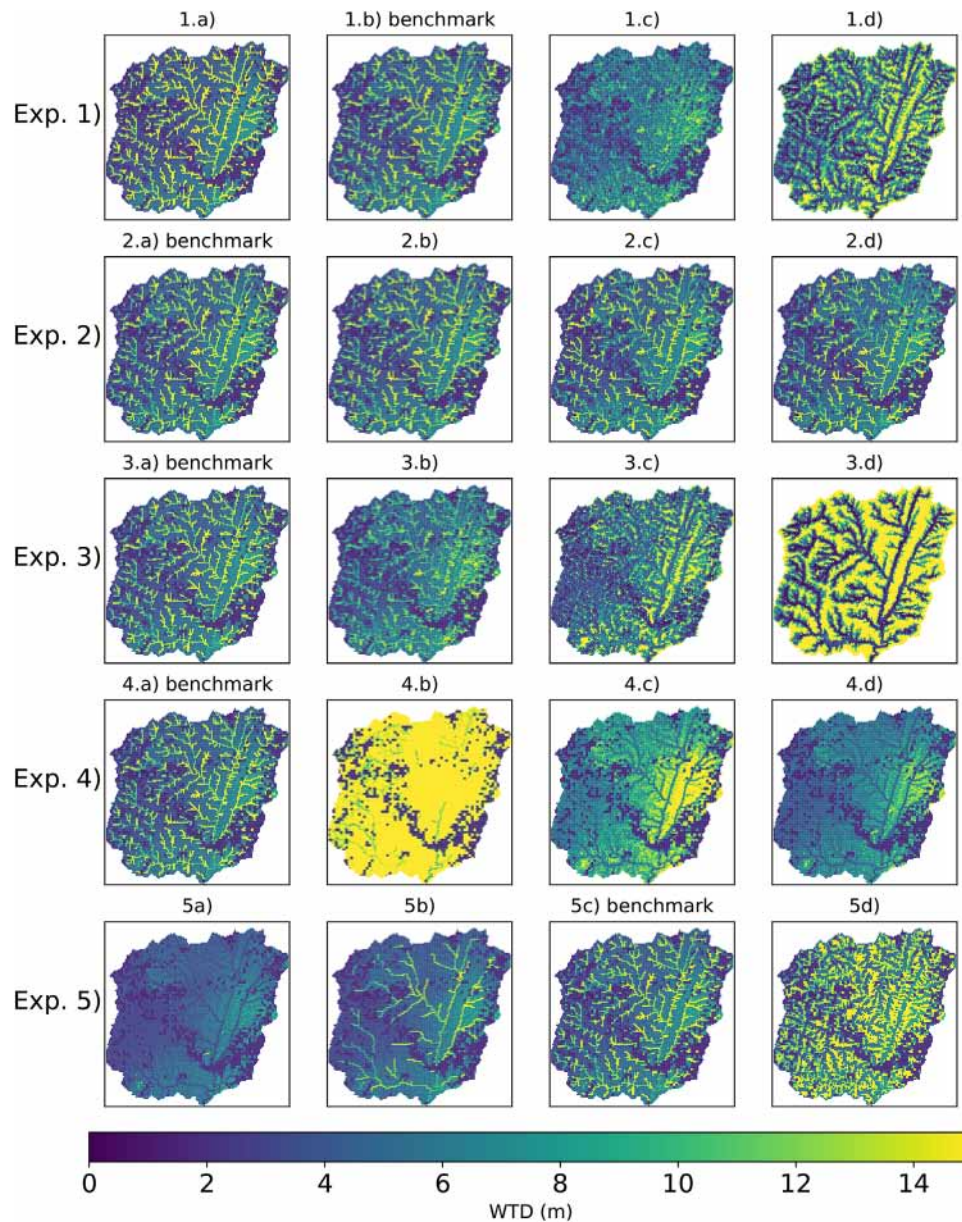 1.a) 1.b) benchmark 1.c) 1.d)
Exp. 1)
2.a) benchmark 2.b) 2.c) 2.d)
Exp. 2)
3.a) benchmark 3.b) 3.c) 3.d)
Exp. 3)
4.a) benchmark 4.b) 4.c) 4.d)
Exp. 4)
5a) 5b) 5c) benchmark 5d)
Exp. 5)
0 2 4 6 8 10 12 14
WTD (m)